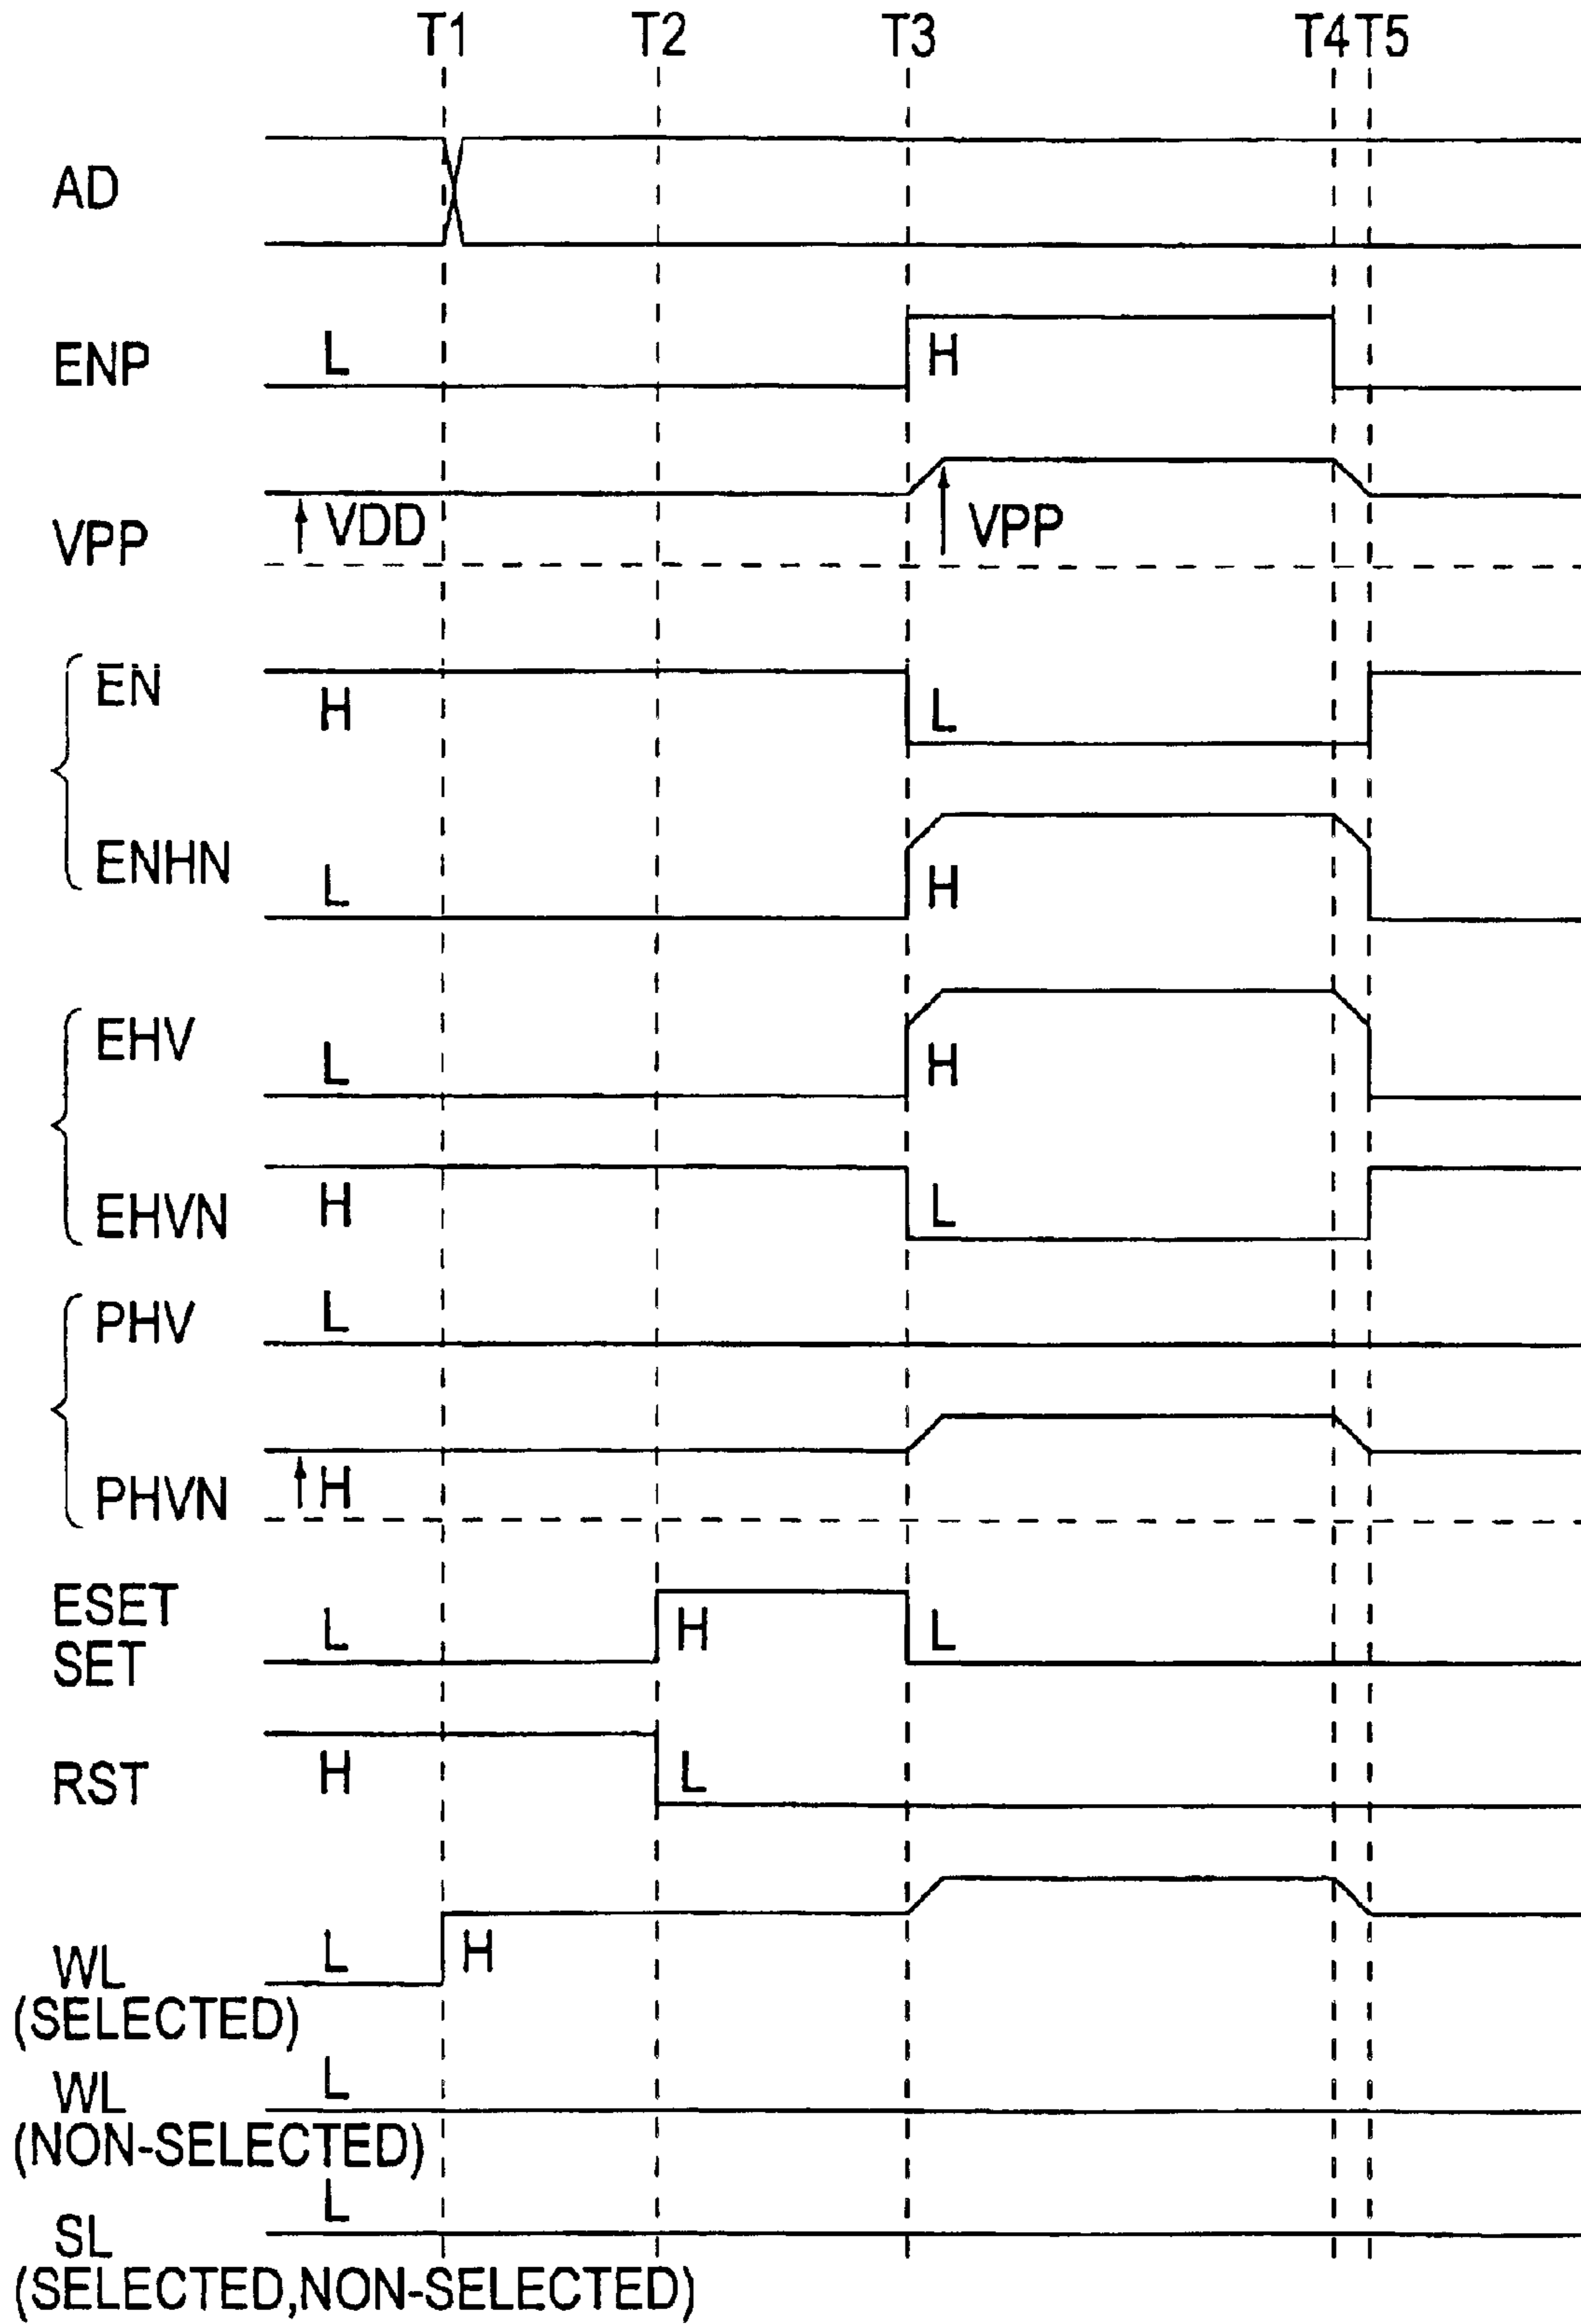 T1 T2 T3 T4 T5
AD
ENP L H
VPP VDD VPP
EN H L
ENHN L H
EHV L H
EHVN H L
PHV L
PHVN H
ESET
SET L H L
RST H L
WL L H
(SELECTED)
WL L
(NON-SELECTED)
SL L
(SELECTED,NON-SELECTED)